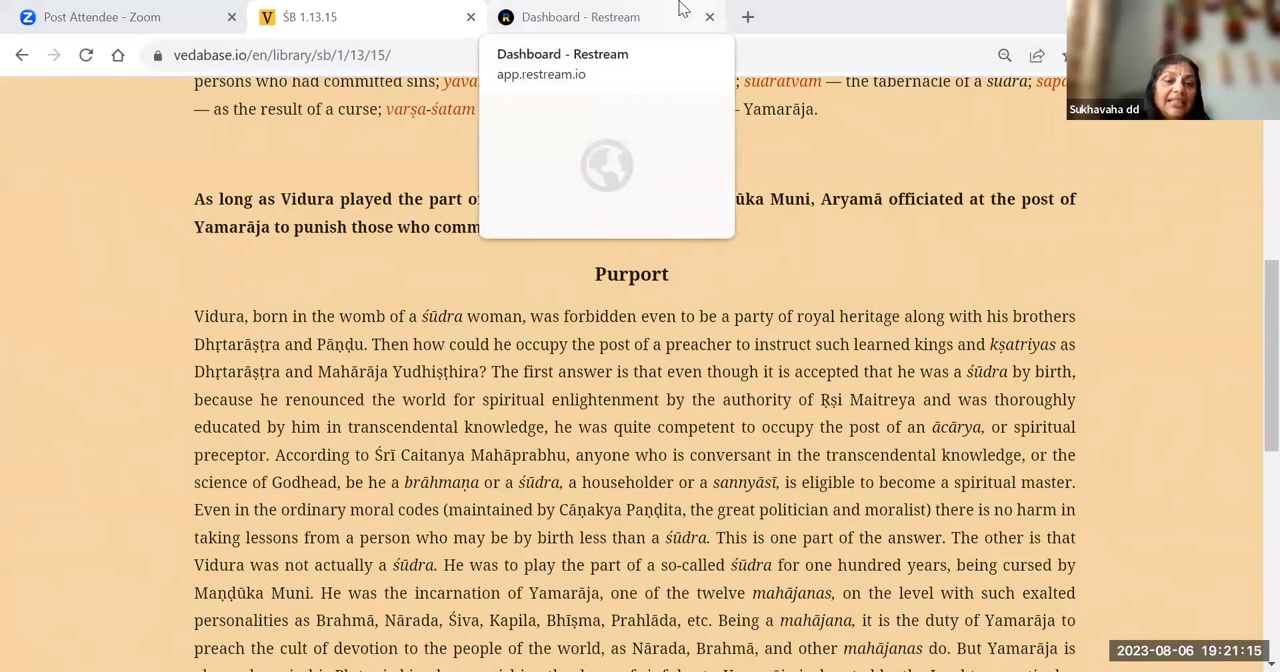 Post Attendee - Zoom
ŚB 1.13.15
Dashboard - Restream
vedabase.io/en/library/sb/1/13/15/
Dashboard - Restream
app.restream.io
Sukhavaha dd
persons who had committed sins; ; śūdratvam — the tabernacle of a śūdra;
— as the result of a curse; varṣa-śatam - Yamarāja.
As long as Vidura played the part Muni, Aryamā officiated at the post of
Yamarāja to punish those who
Purport
Vidura, born in the womb of a śūdra woman, was forbidden even to be a party of royal heritage along with his brothers
Dhṛtarāṣṭra and Pāṇḍu. Then how could he occupy the post of a preacher to instruct such learned kings and kṣatriyas as
Dhṛtarāṣṭra and Mahārāja Yudhiṣṭhira? The first answer is that even though it is accepted that he was a śūdra by birth,
because he renounced the world for spiritual enlightenment by the authority of Ṛṣi Maitreya and was thoroughly
educated by him in transcendental knowledge, he was quite competent to occupy the post of an ācārya, or spiritual
preceptor. According to Śrī Caitanya Mahāprabhu, anyone who is conversant in the transcendental knowledge, or the
science of Godhead, be he a brāhmaṇa or a śūdra, a householder or a sannyāsī, is eligible to become a spiritual master.
Even in the ordinary moral codes (maintained by Cāṇakya Paṇḍita, the great politician and moralist) there is no harm in
taking lessons from a person who may be by birth less than a śūdra. This is one part of the answer. The other is that
Vidura was not actually a śūdra. He was to play the part of a so-called śūdra for one hundred years, being cursed by
Maṇḍūka Muni. He was the incarnation of Yamarāja, one of the twelve mahājanas, on the level with such exalted
personalities as Brahmā, Nārada, Śiva, Kapila, Bhīṣma, Prahlāda, etc. Being a mahājana, it is the duty of Yamarāja to
preach the cult of devotion to the people of the world, as Nārada, Brahmā, and other mahājanas do. But Yamarāja is
2023-08-06 19:21:15